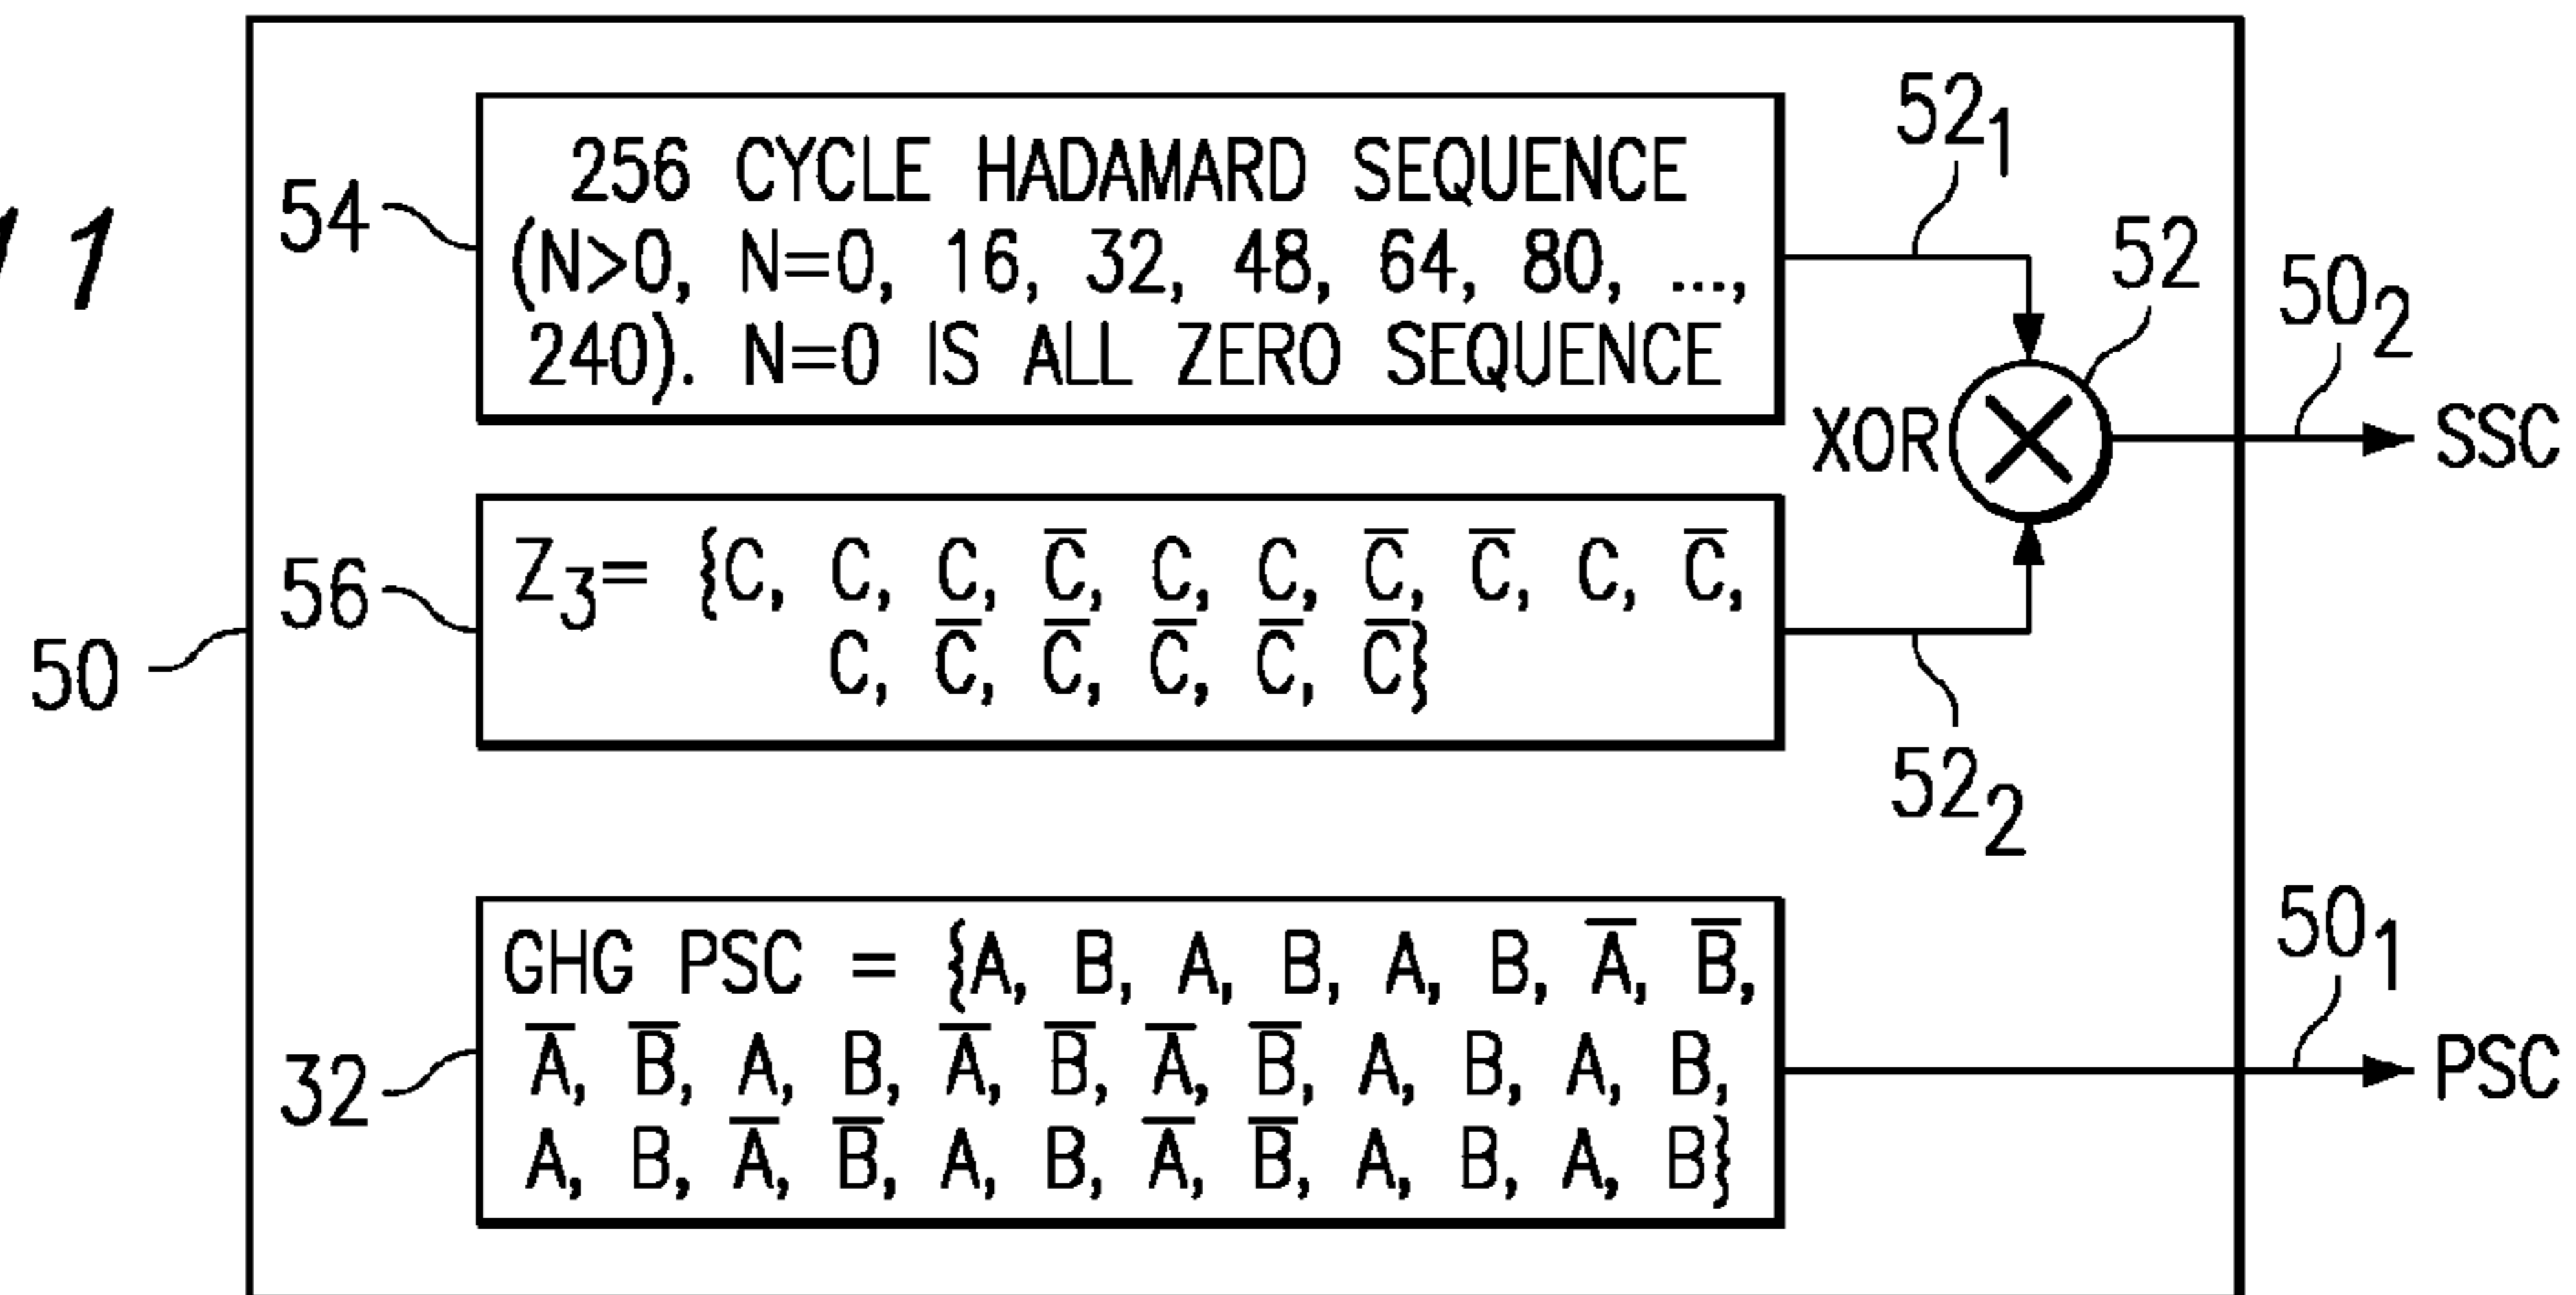 11
54
256 CYCLE HADAMARD SEQUENCE
(N>0, N=0, 16, 32, 48, 64, 80, ...,
240). N=0 IS ALL ZERO SEQUENCE
52₁
52
50₂
XOR
SSC
56
Z₃= {C, C, C, C̅, C, C, C̅, C̅, C, C̅,
C, C̅, C̅, C̅, C̅, C̅}
50
52₂
32
GHG PSC = {A, B, A, B, A, B, A̅, B̅,
A̅, B̅, A, B, A̅, B̅, A̅, B̅, A, B, A, B,
A, B, A̅, B̅, A, B, A̅, B̅, A, B, A, B}
50₁
PSC